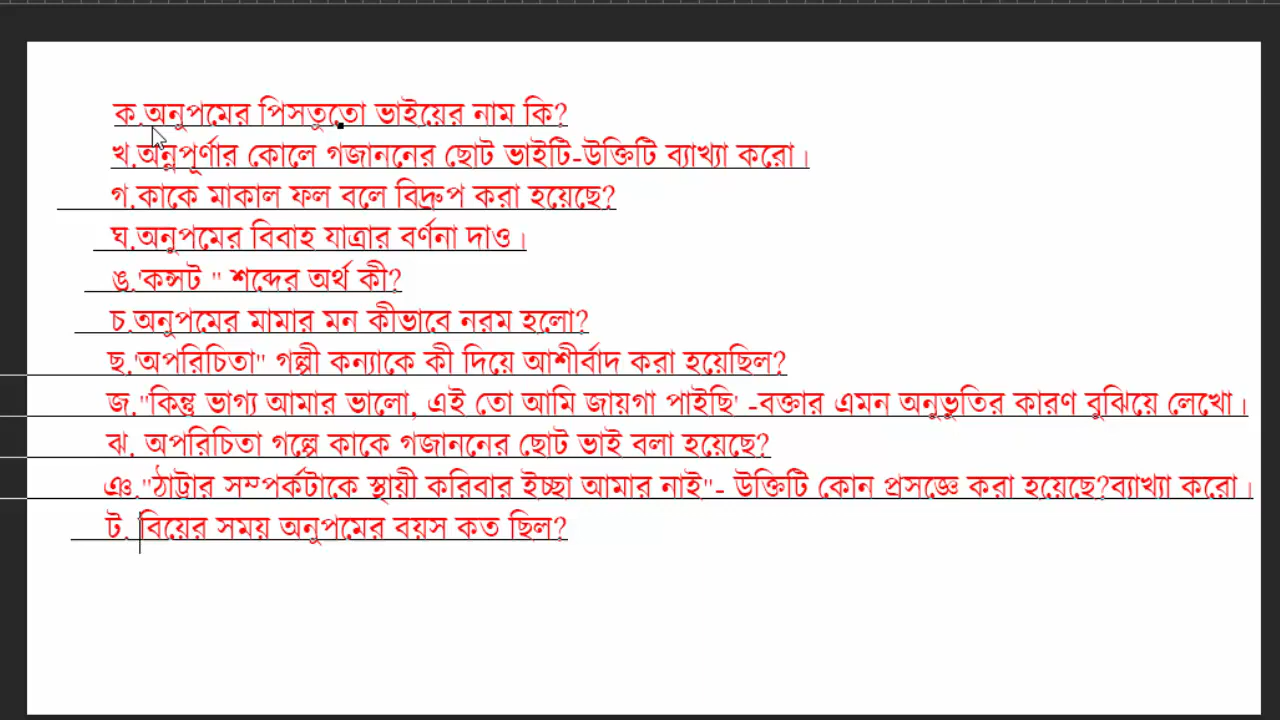 ক.অনুপমের পিসতুতো ভাইয়ের নাম কি?
খ.অন্নপূর্ণার কোলে গজাননের ছোট ভাইটি-উক্তিটি ব্যাখ্যা করো।
গ.কাকে মাকাল ফল বলে বিদ্রুপ করা হয়েছে?
ঘ.অনুপমের বিবাহ যাত্রার বর্ণনা দাও।
ঙ.'কন্সট " শব্দের অর্থ কী?
চ.অনুপমের মামার মন কীভাবে নরম হলো?
ছ.'অপরিচিতা" গল্পী কন্যাকে কী দিয়ে আশীর্বাদ করা হয়েছিল?
জ."কিন্তু ভাগ্য আমার ভালো, এই তো আমি জায়গা পাইছি' -বক্তার এমন অনুভুতির কারণ বুঝিয়ে লেখো।
ঝ. অপরিচিতা গল্পে কাকে গজাননের ছোট ভাই বলা হয়েছে?
ঞ."ঠাট্টার সম্পর্কটাকে স্থায়ী করিবার ইচ্ছা আমার নাই"- উক্তিটি কোন প্রসজ্ঞে করা হয়েছে?ব্যাখ্যা করো।
ট. বিয়ের সময় অনুপমের বয়স কত ছিল?